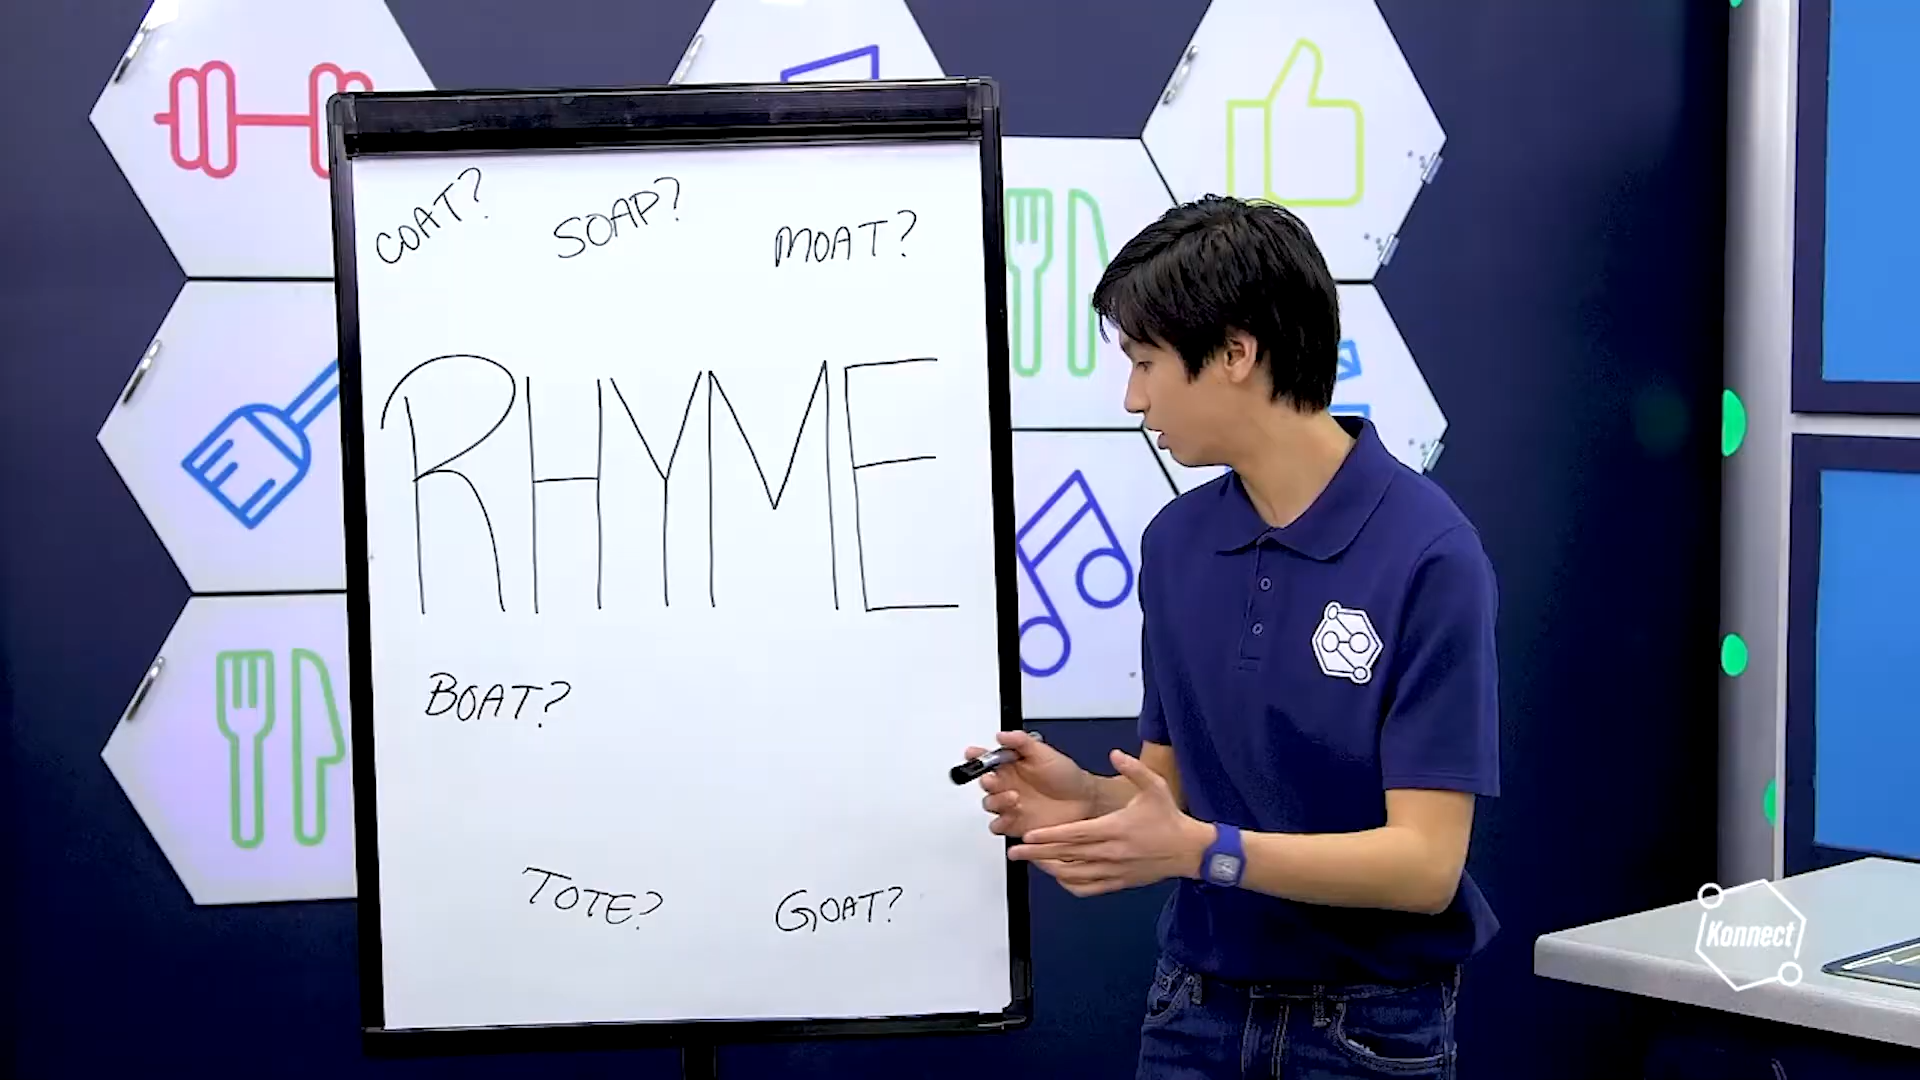 COAT?
SOAP?
MOAT?
RHYME
BOAT?
TOTE?
GOAT?
Konnect